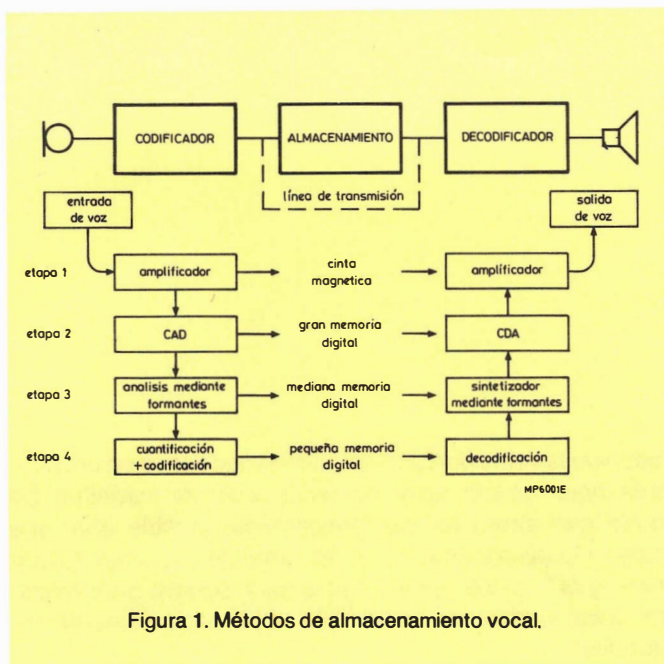 CODIFICADOR ALMACENAMIENTO DECODIFICADOR
línea de transmisión
entrada
de voz
salida
de voz
etapa 1 amplificador cinta
magnetica amplificador
etapa 2 CAD gran memoria
digital CDA
etapa 3 analisis mediante
formantes mediana memoria
digital sintetizador
mediante formantes
etapa 4 cuantificación
+codificación pequeña memoria
digital decodificación
MP6001E
Figura 1. Métodos de almacenamiento vocal.